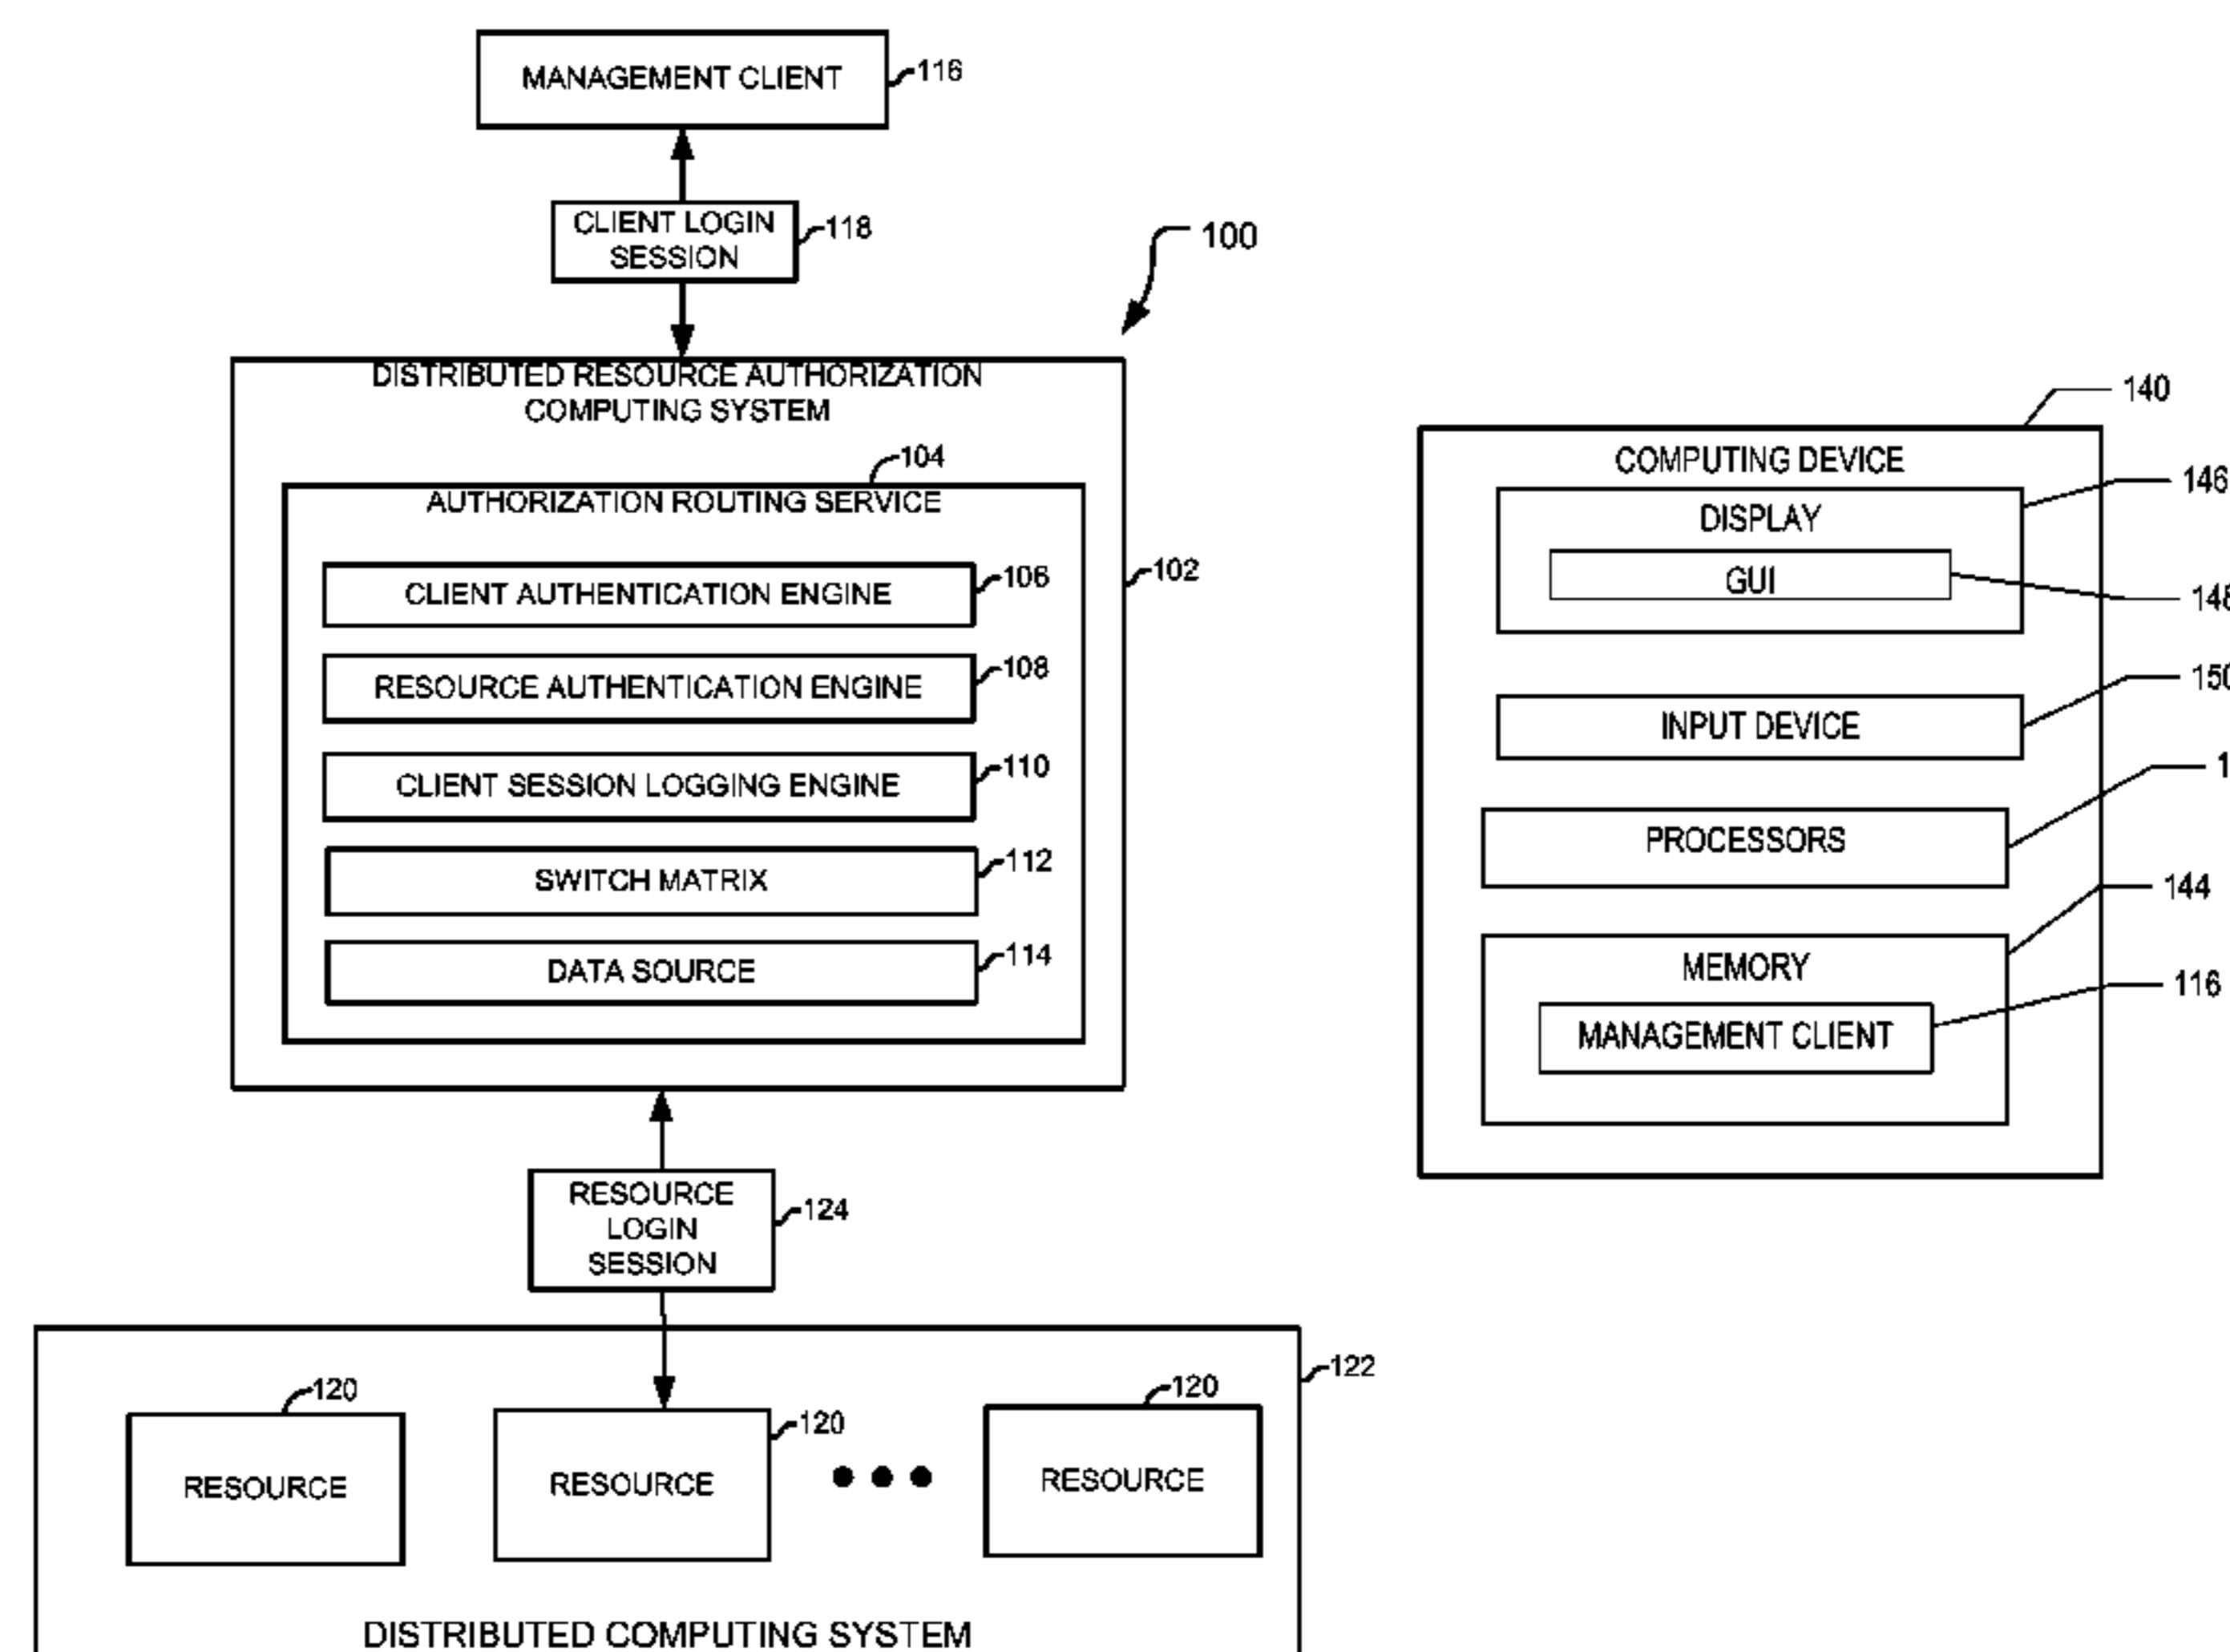 MANAGEMENT CLIENT
116
CLIENT LOGIN
SESSION
118
100
DISTRIBUTED RESOURCE AUTHORIZATION
COMPUTING SYSTEM
102
104
AUTHORIZATION ROUTING SERVICE
CLIENT AUTHENTICATION ENGINE
106
RESOURCE AUTHENTICATION ENGINE
108
CLIENT SESSION LOGGING ENGINE
110
SWITCH MATRIX
112
DATA SOURCE
114
RESOURCE
LOGIN
SESSION
124
122
120
RESOURCE
120
RESOURCE
120
RESOURCE
DISTRIBUTED COMPUTING SYSTEM
140
COMPUTING DEVICE
DISPLAY
146
GUI
INPUT DEVICE
150
PROCESSORS
MEMORY
144
MANAGEMENT CLIENT
116